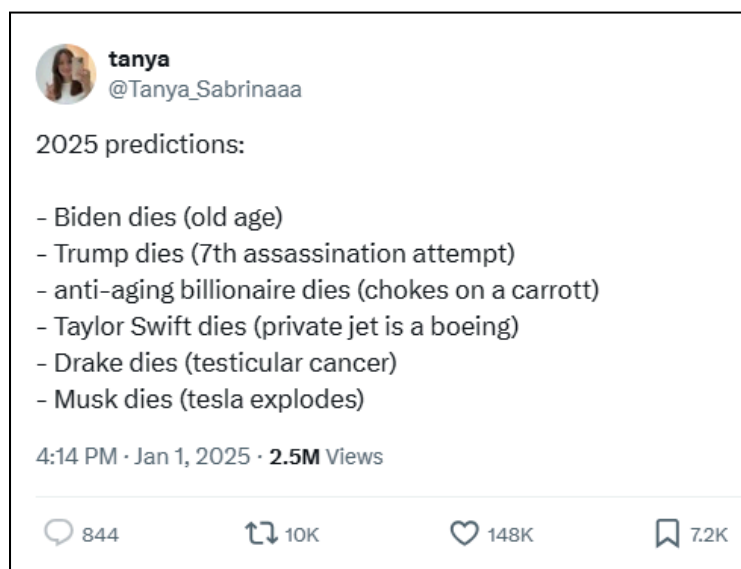 tanya
@Tanya_Sabrinaaa
2025 predictions:
- Biden dies (old age)
- Trump dies (7th assassination attempt)
- anti-aging billionaire dies (chokes on a carrott)
- Taylor Swift dies (private jet is a boeing)
- Drake dies (testicular cancer)
- Musk dies (tesla explodes)
4:14 PM · Jan 1, 2025 · 2.5M Views
844 10K 148K 7.2K